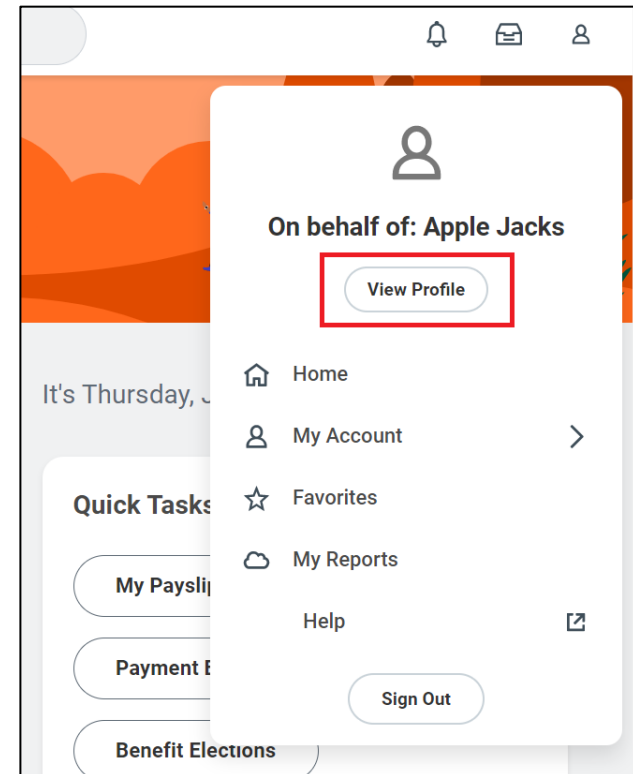 On behalf of: Apple Jacks
View Profile
Home
My Account
Favorites
My Reports
Help
Sign Out
It's Thursday,
Quick Tasks
My Payslip
Payment E
Benefit Elections